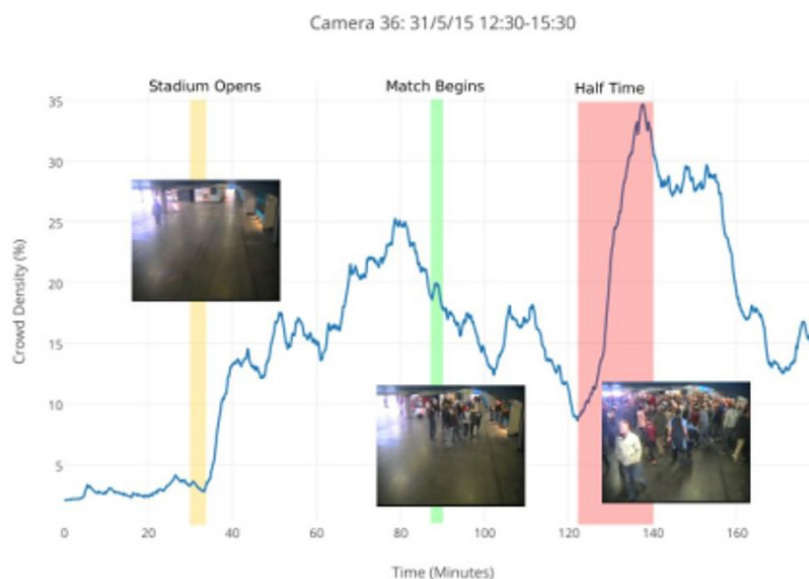 Camera 36: 31/5/15 12:30-15:30
Stadium Opens
Match Begins
Half Time
35
30
25
20
15
10
5
Crowd Density (%)
0 20 40 60 80 100 120 140 160
Time (Minutes)